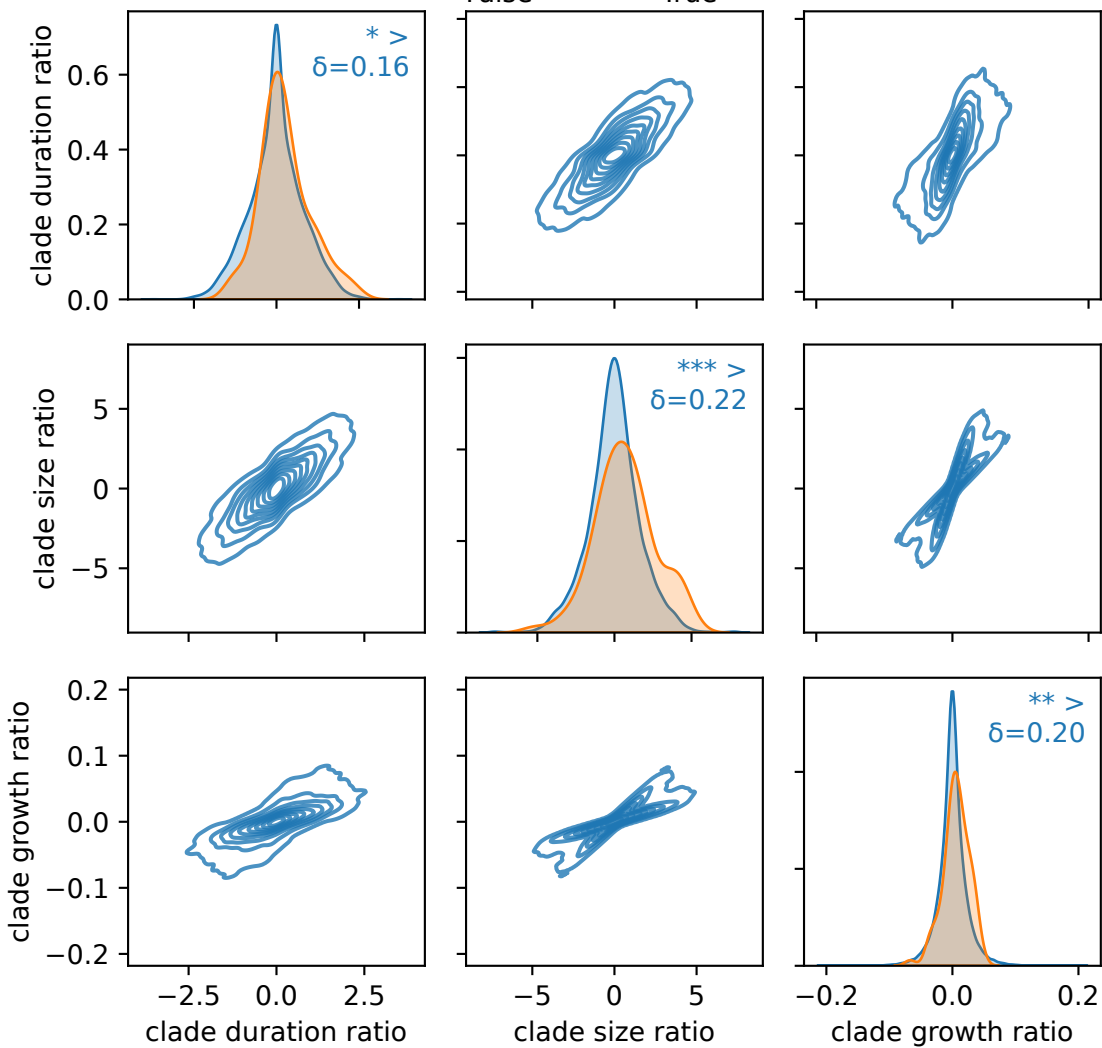 True
clade duration ratio
0.6
0.4
0.2
0.0
* >
δ=0.16
clade size ratio
5
0
−5
*** >
δ=0.22
clade growth ratio
0.2
0.1
0.0
−0.1
−0.2
** >
δ=0.20
−2.5 0.0 2.5
−5 0 5
−0.2 0.0 0.2
clade duration ratio
clade size ratio
clade growth ratio